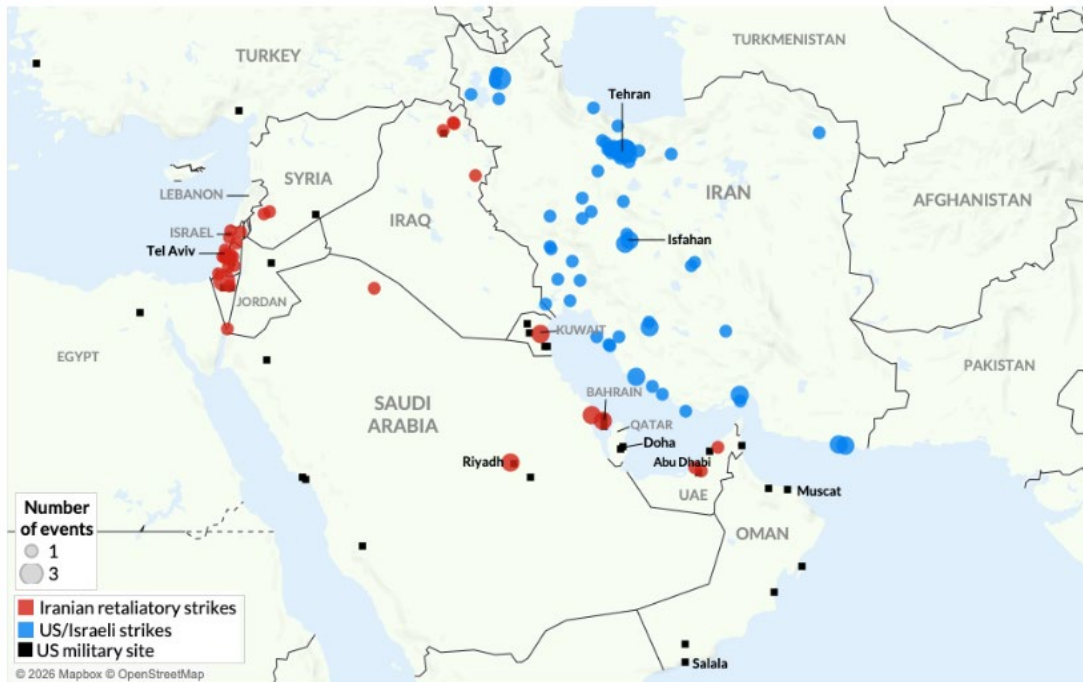 TURKEY
TURKMENISTAN
Tehran
SYRIA
LEBANON
IRAN
AFGHANISTAN
IRAQ
ISRAEL
Isfahan
Tel Aviv
JORDAN
KUWAIT
EGYPT
PAKISTAN
BAHRAIN
SAUDI
ARABIA
QATAR
Doha
Riyadh
Abu Dhabi
UAE
Muscat
OMAN
Salala
Number
of events
1
3
Iranian retaliatory strikes
US/Israeli strikes
US military site
© 2026 Mapbox © OpenStreetMap